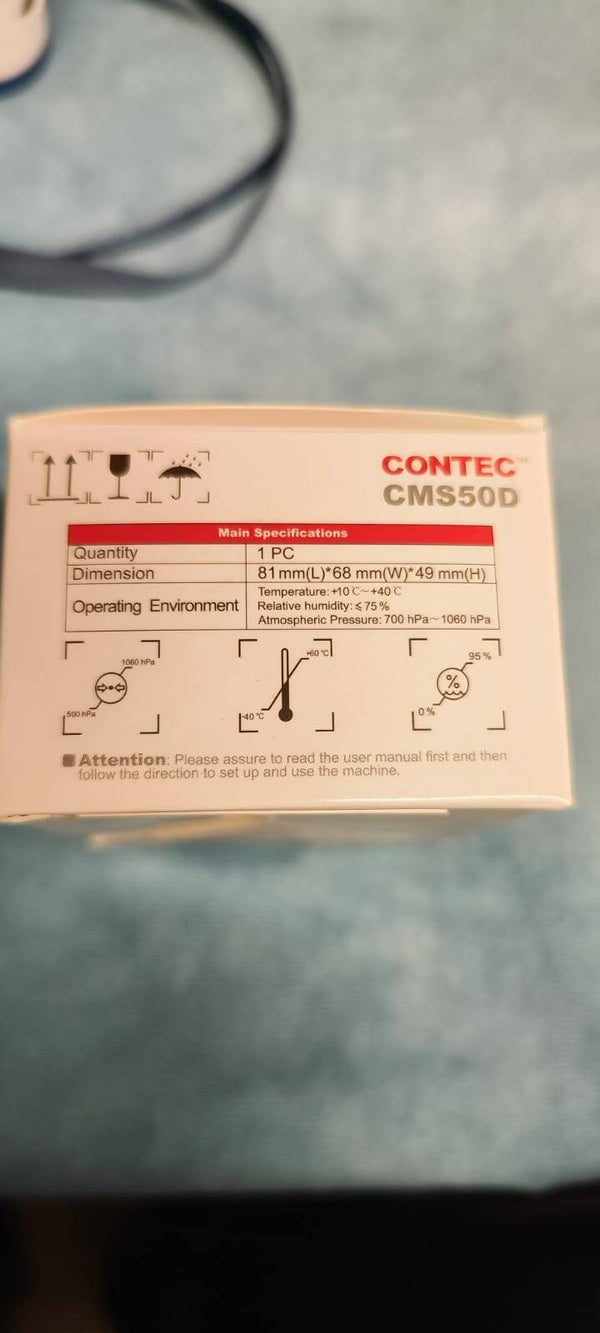 CONTEC™
CMS50D
Main Specifications
Quantity 1 PC
Dimension 81 mm(L)*68 mm(W)*49 mm(H)
Operating Environment Temperature: +10℃~+40℃
Relative humidity: ≤75%
Atmospheric Pressure: 700 hPa~1060 hPa
1060 hPa
500 hPa
+60 °C
-40 °C
95 %
%
0 %
Attention: Please assure to read the user manual first and then
follow the direction to set up and use the machine.